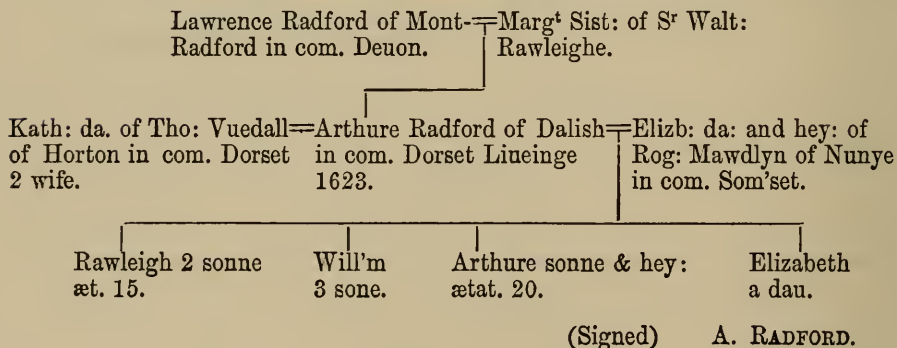 Lawrence Radford of Mont-=Margᵗ Sist: of Sʳ Walt:
Radford in com. Deuon. Rawleighe.
Kath: da. of Tho: Vuedall=Arthure Radford of Dalish=Elizb: da: and hey: of
of Horton in com. Dorset in com. Dorset Liueinge Rog: Mawdlyn of Nunye
2 wife. 1623. in com. Som'set.
Rawleigh 2 sonne Will'm Arthure sonne & hey: Elizabeth
æt. 15. 3 sone. ætat. 20. a dau.
(Signed) A. RADFORD.